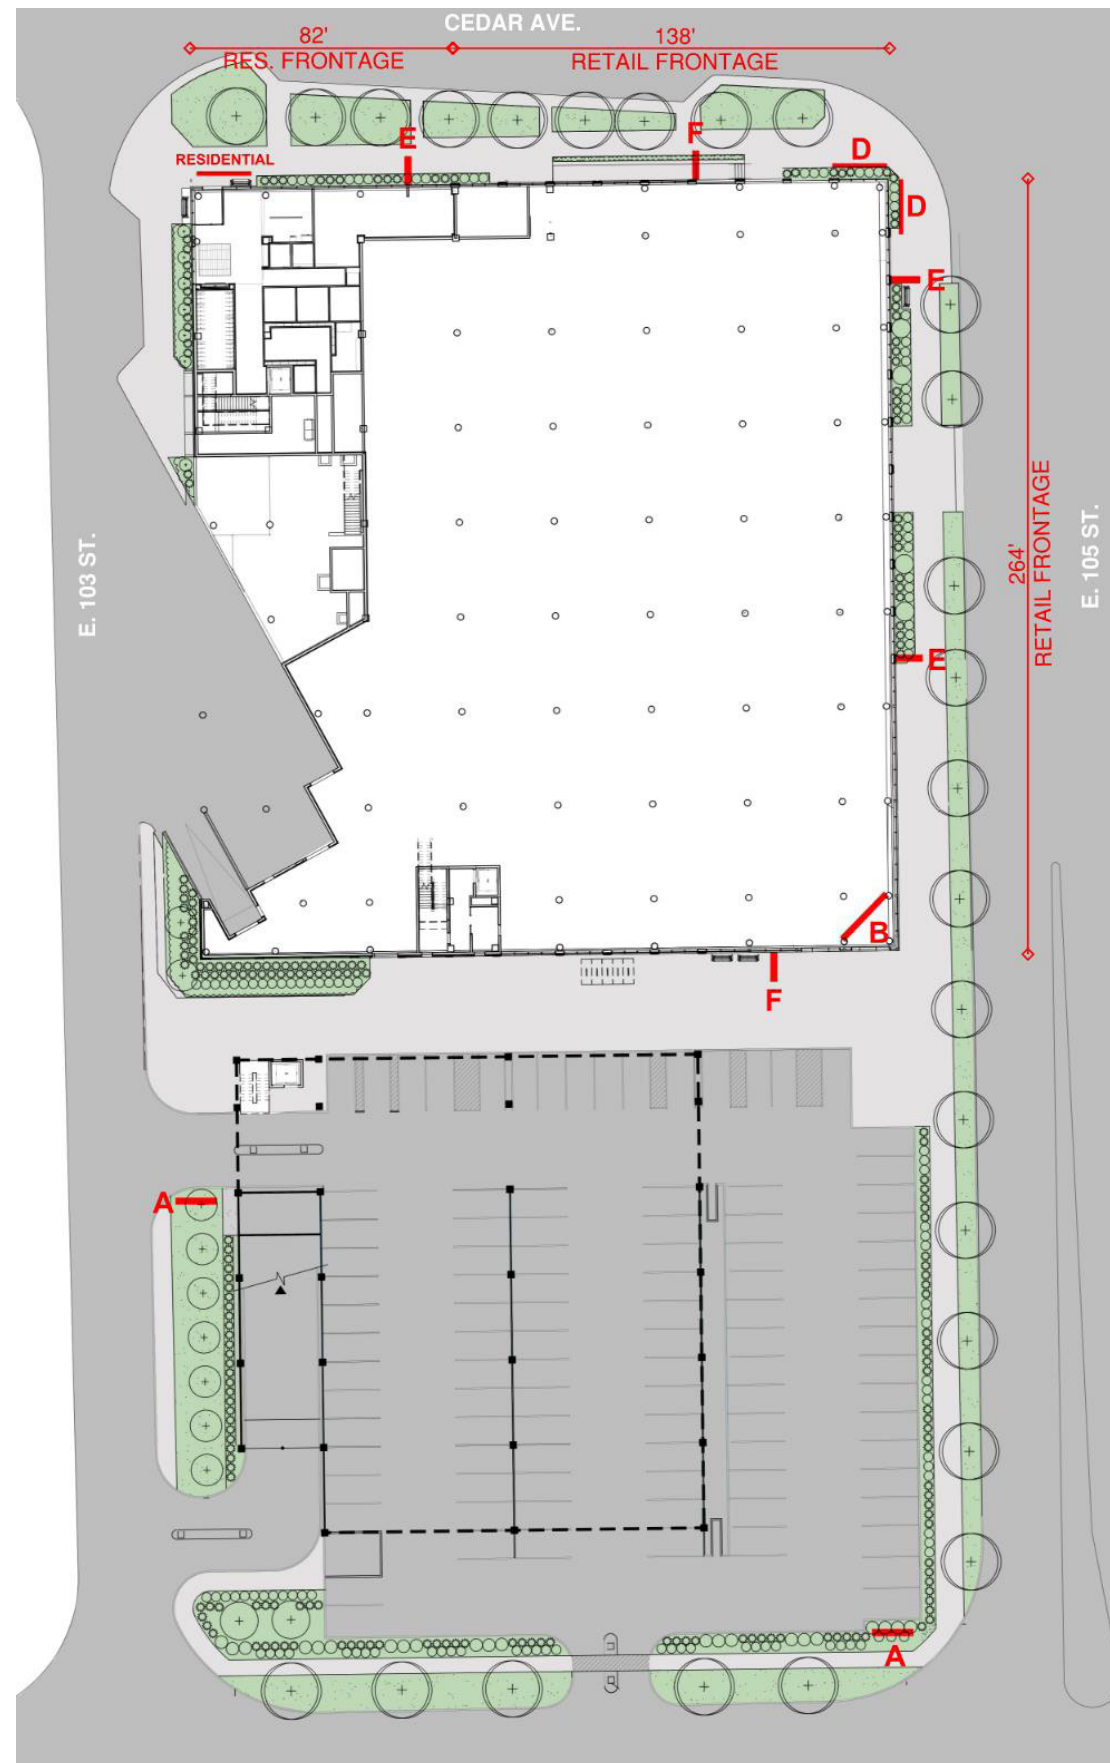 CEDAR AVE.
82'
RES. FRONTAGE
138'
RETAIL FRONTAGE
E
F
RESIDENTIAL
D
D
E
264'
RETAIL FRONTAGE
E. 103 ST.
E. 105 ST.
E
B
F
A
N
A